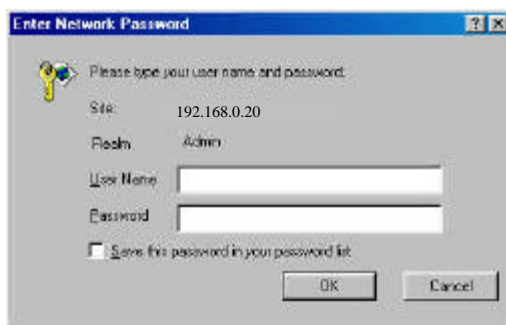 Enter Network Password
Please type your user name and password.
Site: 192.168.0.20
Realm Admin
User Name
Password
Save this password in your password list
OK Cancel